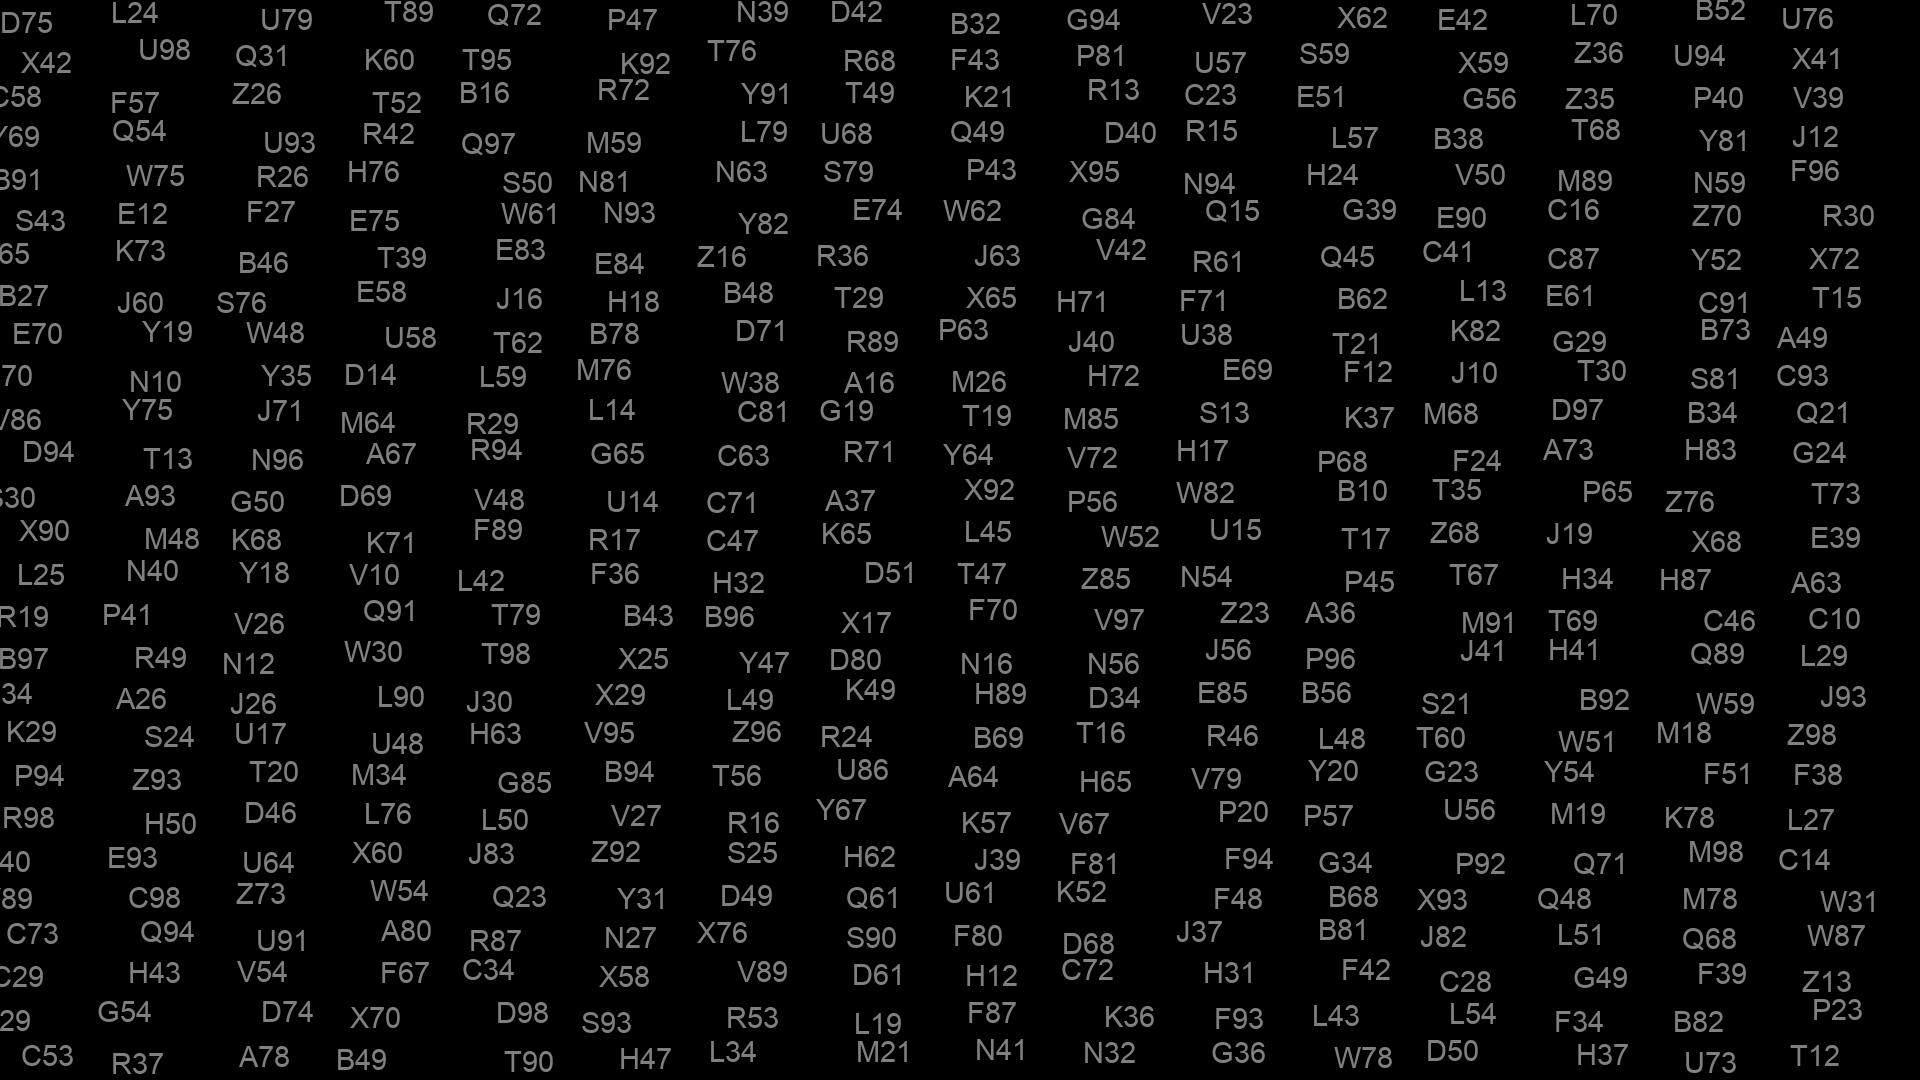 D75 L24 U79 T89 Q72 P47 N39 D42 B32 G94 V23 X62 E42 L70 B52 U76
X42 U98 Q31 K60 T95 K92 T76 R68 F43 P81 U57 S59 X59 Z36 U94 X41
C58 F57 Z26 T52 B16 R72 Y91 T49 K21 R13 C23 E51 G56 Z35 P40 V39
Y69 Q54 U93 R42 Q97 M59 L79 U68 Q49 D40 R15 L57 B38 T68 Y81 J12
B91 W75 R26 H76 S50 N81 N63 S79 P43 X95 N94 H24 V50 M89 N59 F96
S43 E12 F27 E75 W61 N93 Y82 E74 W62 G84 Q15 G39 E90 C16 Z70 R30
65 K73 B46 T39 E83 E84 Z16 R36 J63 V42 R61 Q45 C41 C87 Y52 X72
B27 J60 S76 E58 J16 H18 B48 T29 X65 H71 F71 B62 L13 E61 C91 T15
E70 Y19 W48 U58 T62 B78 D71 R89 P63 J40 U38 T21 K82 G29 B73 A49
70 N10 Y35 D14 L59 M76 W38 A16 M26 H72 E69 F12 J10 T30 S81 C93
V86 Y75 J71 M64 R29 L14 C81 G19 T19 M85 S13 K37 M68 D97 B34 Q21
D94 T13 N96 A67 R94 G65 C63 R71 Y64 V72 H17 P68 F24 A73 H83 G24
S30 A93 G50 D69 V48 U14 C71 A37 X92 P56 W82 B10 T35 P65 Z76 T73
X90 M48 K68 K71 F89 R17 C47 K65 L45 W52 U15 T17 Z68 J19 X68 E39
L25 N40 Y18 V10 L42 F36 H32 D51 T47 Z85 N54 P45 T67 H34 H87 A63
R19 P41 V26 Q91 T79 B43 B96 X17 F70 V97 Z23 A36 M91 T69 C46 C10
B97 R49 N12 W30 T98 X25 Y47 D80 N16 N56 J56 P96 J41 H41 Q89 L29
34 A26 J26 L90 J30 X29 L49 K49 H89 D34 E85 B56 S21 B92 W59 J93
K29 S24 U17 U48 H63 V95 Z96 R24 B69 T16 R46 L48 T60 W51 M18 Z98
P94 Z93 T20 M34 G85 B94 T56 U86 A64 H65 V79 Y20 G23 Y54 F51 F38
R98 H50 D46 L76 L50 V27 R16 Y67 K57 V67 P20 P57 U56 M19 K78 L27
40 E93 U64 X60 J83 Z92 S25 H62 J39 F81 F94 G34 P92 Q71 M98 C14
89 C98 Z73 W54 Q23 Y31 D49 Q61 U61 K52 F48 B68 X93 Q48 M78 W31
C73 Q94 U91 A80 R87 N27 X76 S90 F80 D68 J37 B81 J82 L51 Q68 W87
C29 H43 V54 F67 C34 X58 V89 D61 H12 C72 H31 F42 C28 G49 F39 Z13
29 G54 D74 X70 D98 S93 R53 L19 F87 K36 F93 L43 L54 F34 B82 P23
C53 R37 A78 B49 T90 H47 L34 M21 N41 N32 G36 W78 D50 H37 U73 T12